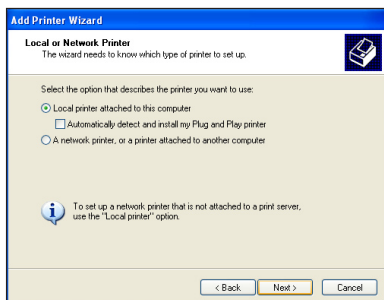 Add Printer Wizard
Local or Network Printer
The wizard needs to know which type of printer to set up.
Select the option that describes the printer you want to use:
Local printer attached to this computer
Automatically detect and install my Plug and Play printer
A network printer, or a printer attached to another computer
To set up a network printer that is not attached to a print server,
use the "Local printer" option.
< Back Next > Cancel